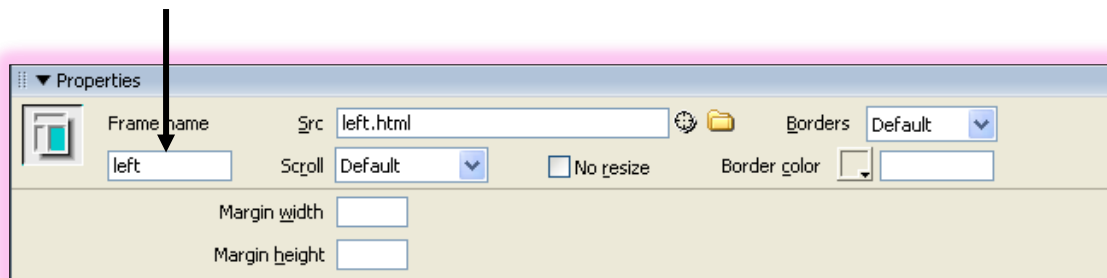 Properties
Frame name Src left.html Borders Default
left Scroll Default No resize Border color
Margin width
Margin height